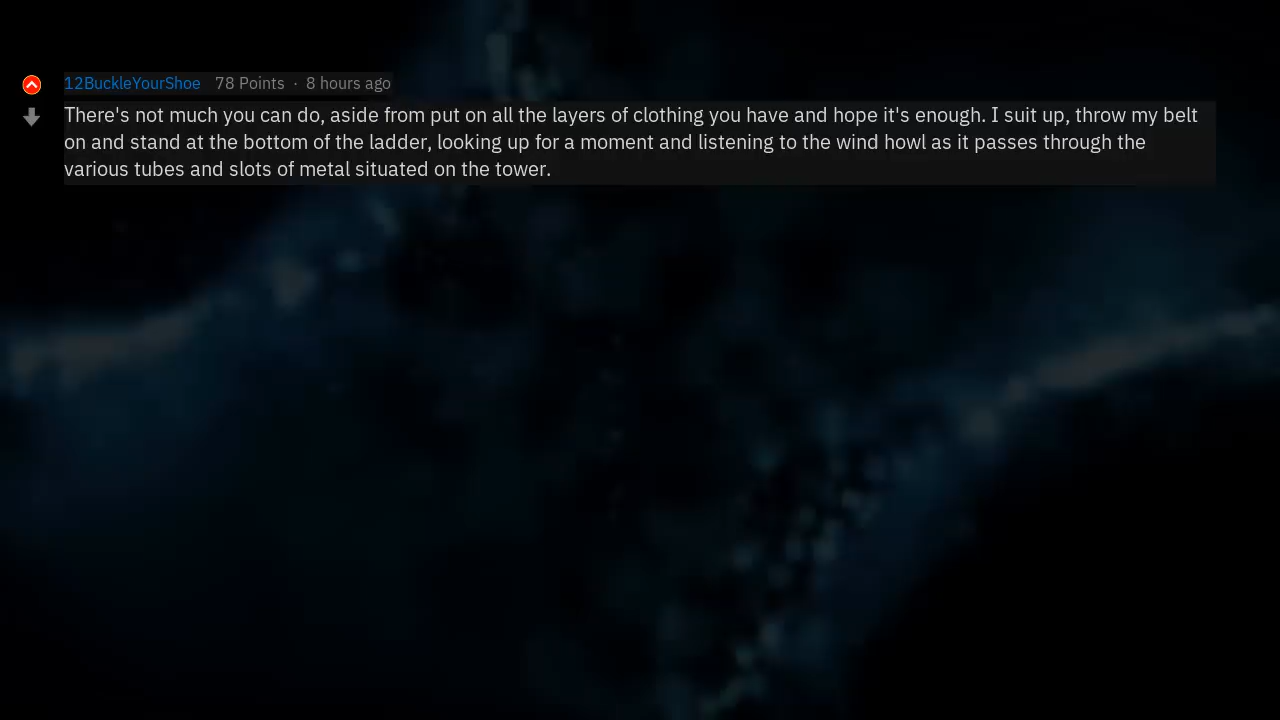 12BuckleYourShoe 78 Points · 8 hours ago
There's not much you can do, aside from put on all the layers of clothing you have and hope it's enough. I suit up, throw my belt
on and stand at the bottom of the ladder, looking up for a moment and listening to the wind howl as it passes through the
various tubes and slots of metal situated on the tower.